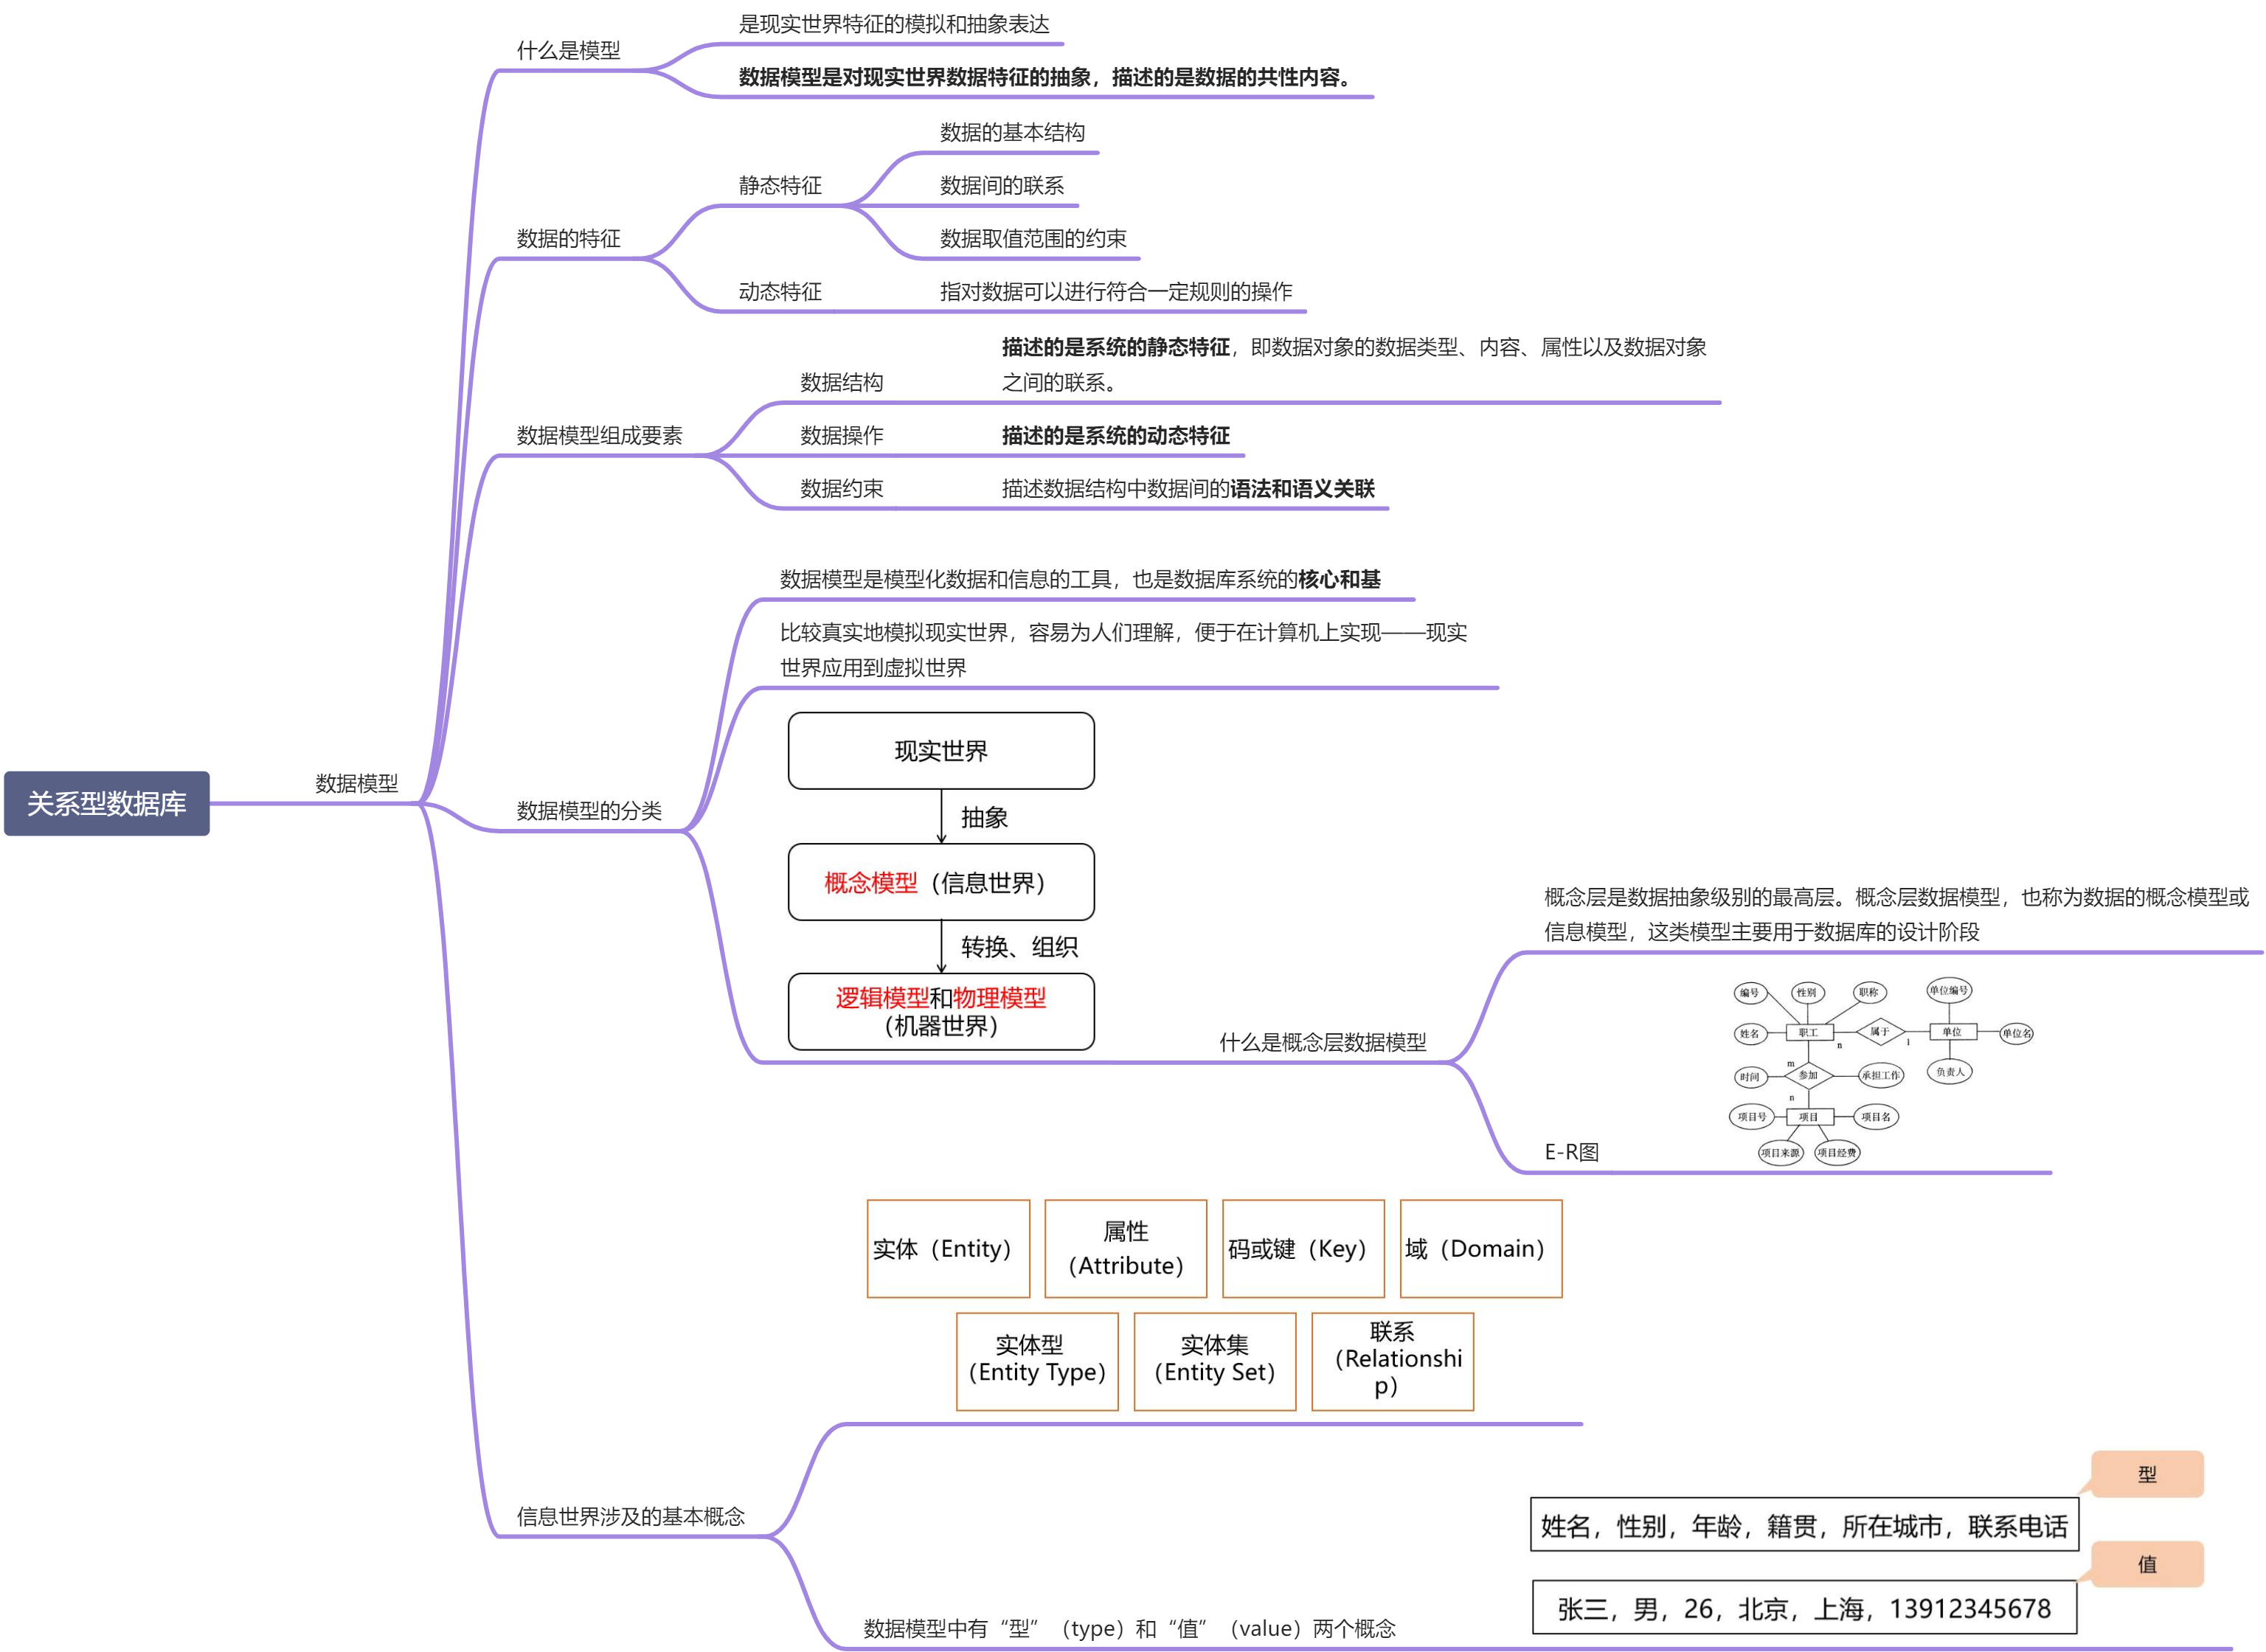 关系型数据库
数据模型
什么是模型
是现实世界特征的模拟和抽象表达
数据模型是对现实世界数据特征的抽象，描述的是数据的共性内容。
数据的特征
静态特征
数据的基本结构
数据间的联系
数据取值范围的约束
动态特征
指对数据可以进行符合一定规则的操作
数据模型组成要素
数据结构
描述的是系统的静态特征，即数据对象的数据类型、内容、属性以及数据对象
之间的联系。
数据操作
描述的是系统的动态特征
数据约束
描述数据结构中数据间的语法和语义关联
数据模型的分类
数据模型是模型化数据和信息的工具，也是数据库系统的核心和基
比较真实地模拟现实世界，容易为人们理解，便于在计算机上实现——现实
世界应用到虚拟世界
现实世界
抽象
概念模型（信息世界）
转换、组织
逻辑模型和物理模型
（机器世界）
什么是概念层数据模型
概念层是数据抽象级别的最高层。概念层数据模型，也称为数据的概念模型或
信息模型，这类模型主要用于数据库的设计阶段
E-R图
编号
性别
职称
单位编号
姓名
职工
n
属于
1
单位
单位名
m
时间
参加
承担工作
负责人
n
项目号
项目
项目名
项目来源
项目经费
信息世界涉及的基本概念
实体（Entity）
属性
（Attribute）
码或键（Key）
域（Domain）
实体型
（Entity Type）
实体集
（Entity Set）
联系
（Relationshi
p）
数据模型中有“型”（type）和“值”（value）两个概念
型
姓名，性别，年龄，籍贯，所在城市，联系电话
值
张三，男，26，北京，上海，13912345678